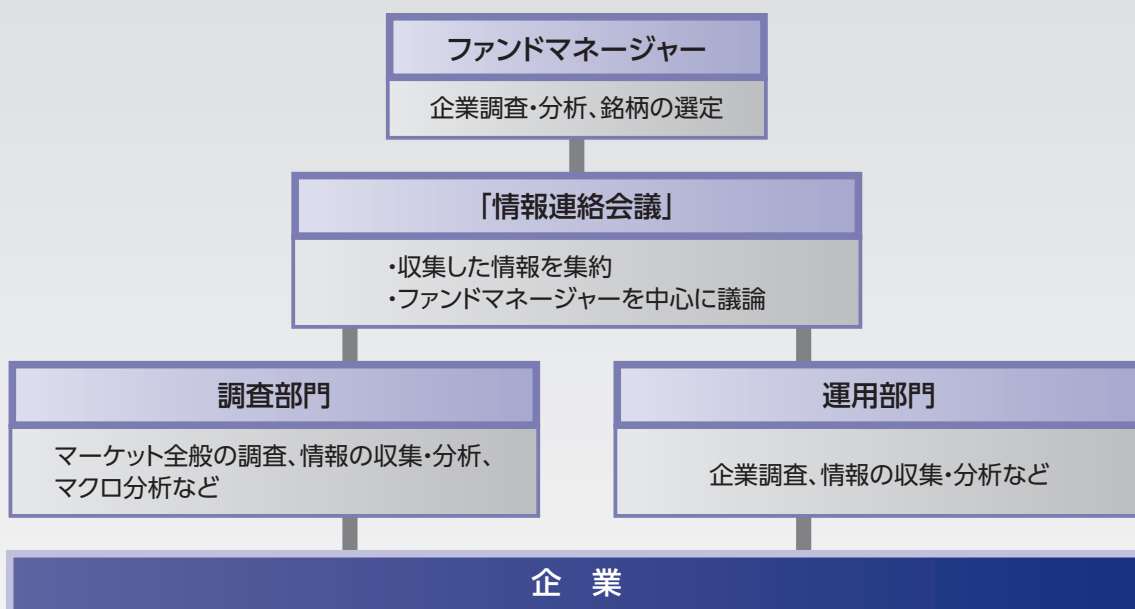 ファンドマネージャー
企業調査・分析、銘柄の選定
「情報連絡会議」
・収集した情報を集約
・ファンドマネージャーを中心に議論
調査部門
マーケット全般の調査、情報の収集・分析、
マクロ分析など
運用部門
企業調査、情報の収集・分析など
企　業